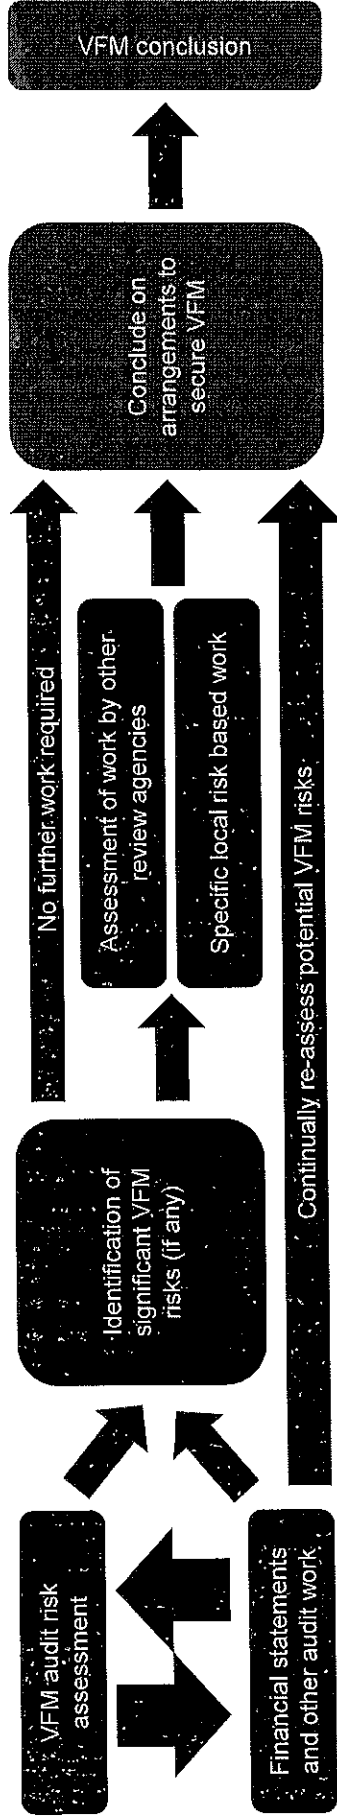 VFM audit risk
assessment
Financial statements
and other audit work
Identification of
significant VFM
risks (if any)
No further work required
Assessment of work by other
review agencies
Specific local risk based work
Continually re-assess potential VFM risks
Conclude on
arrangements to
secure VFM
VFM conclusion